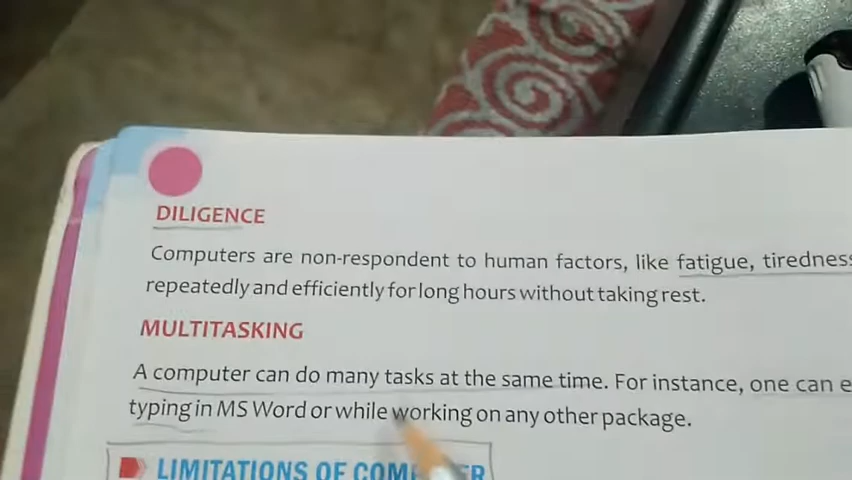 DILIGENCE
Computers are non-respondent to human factors, like fatigue, tiredness
repeatedly and efficiently for long hours without taking rest.
MULTITASKING
A computer can do many tasks at the same time. For instance, one can
typing in MS Word or while working on any other package.
LIMITATIONS OF COMPUTER